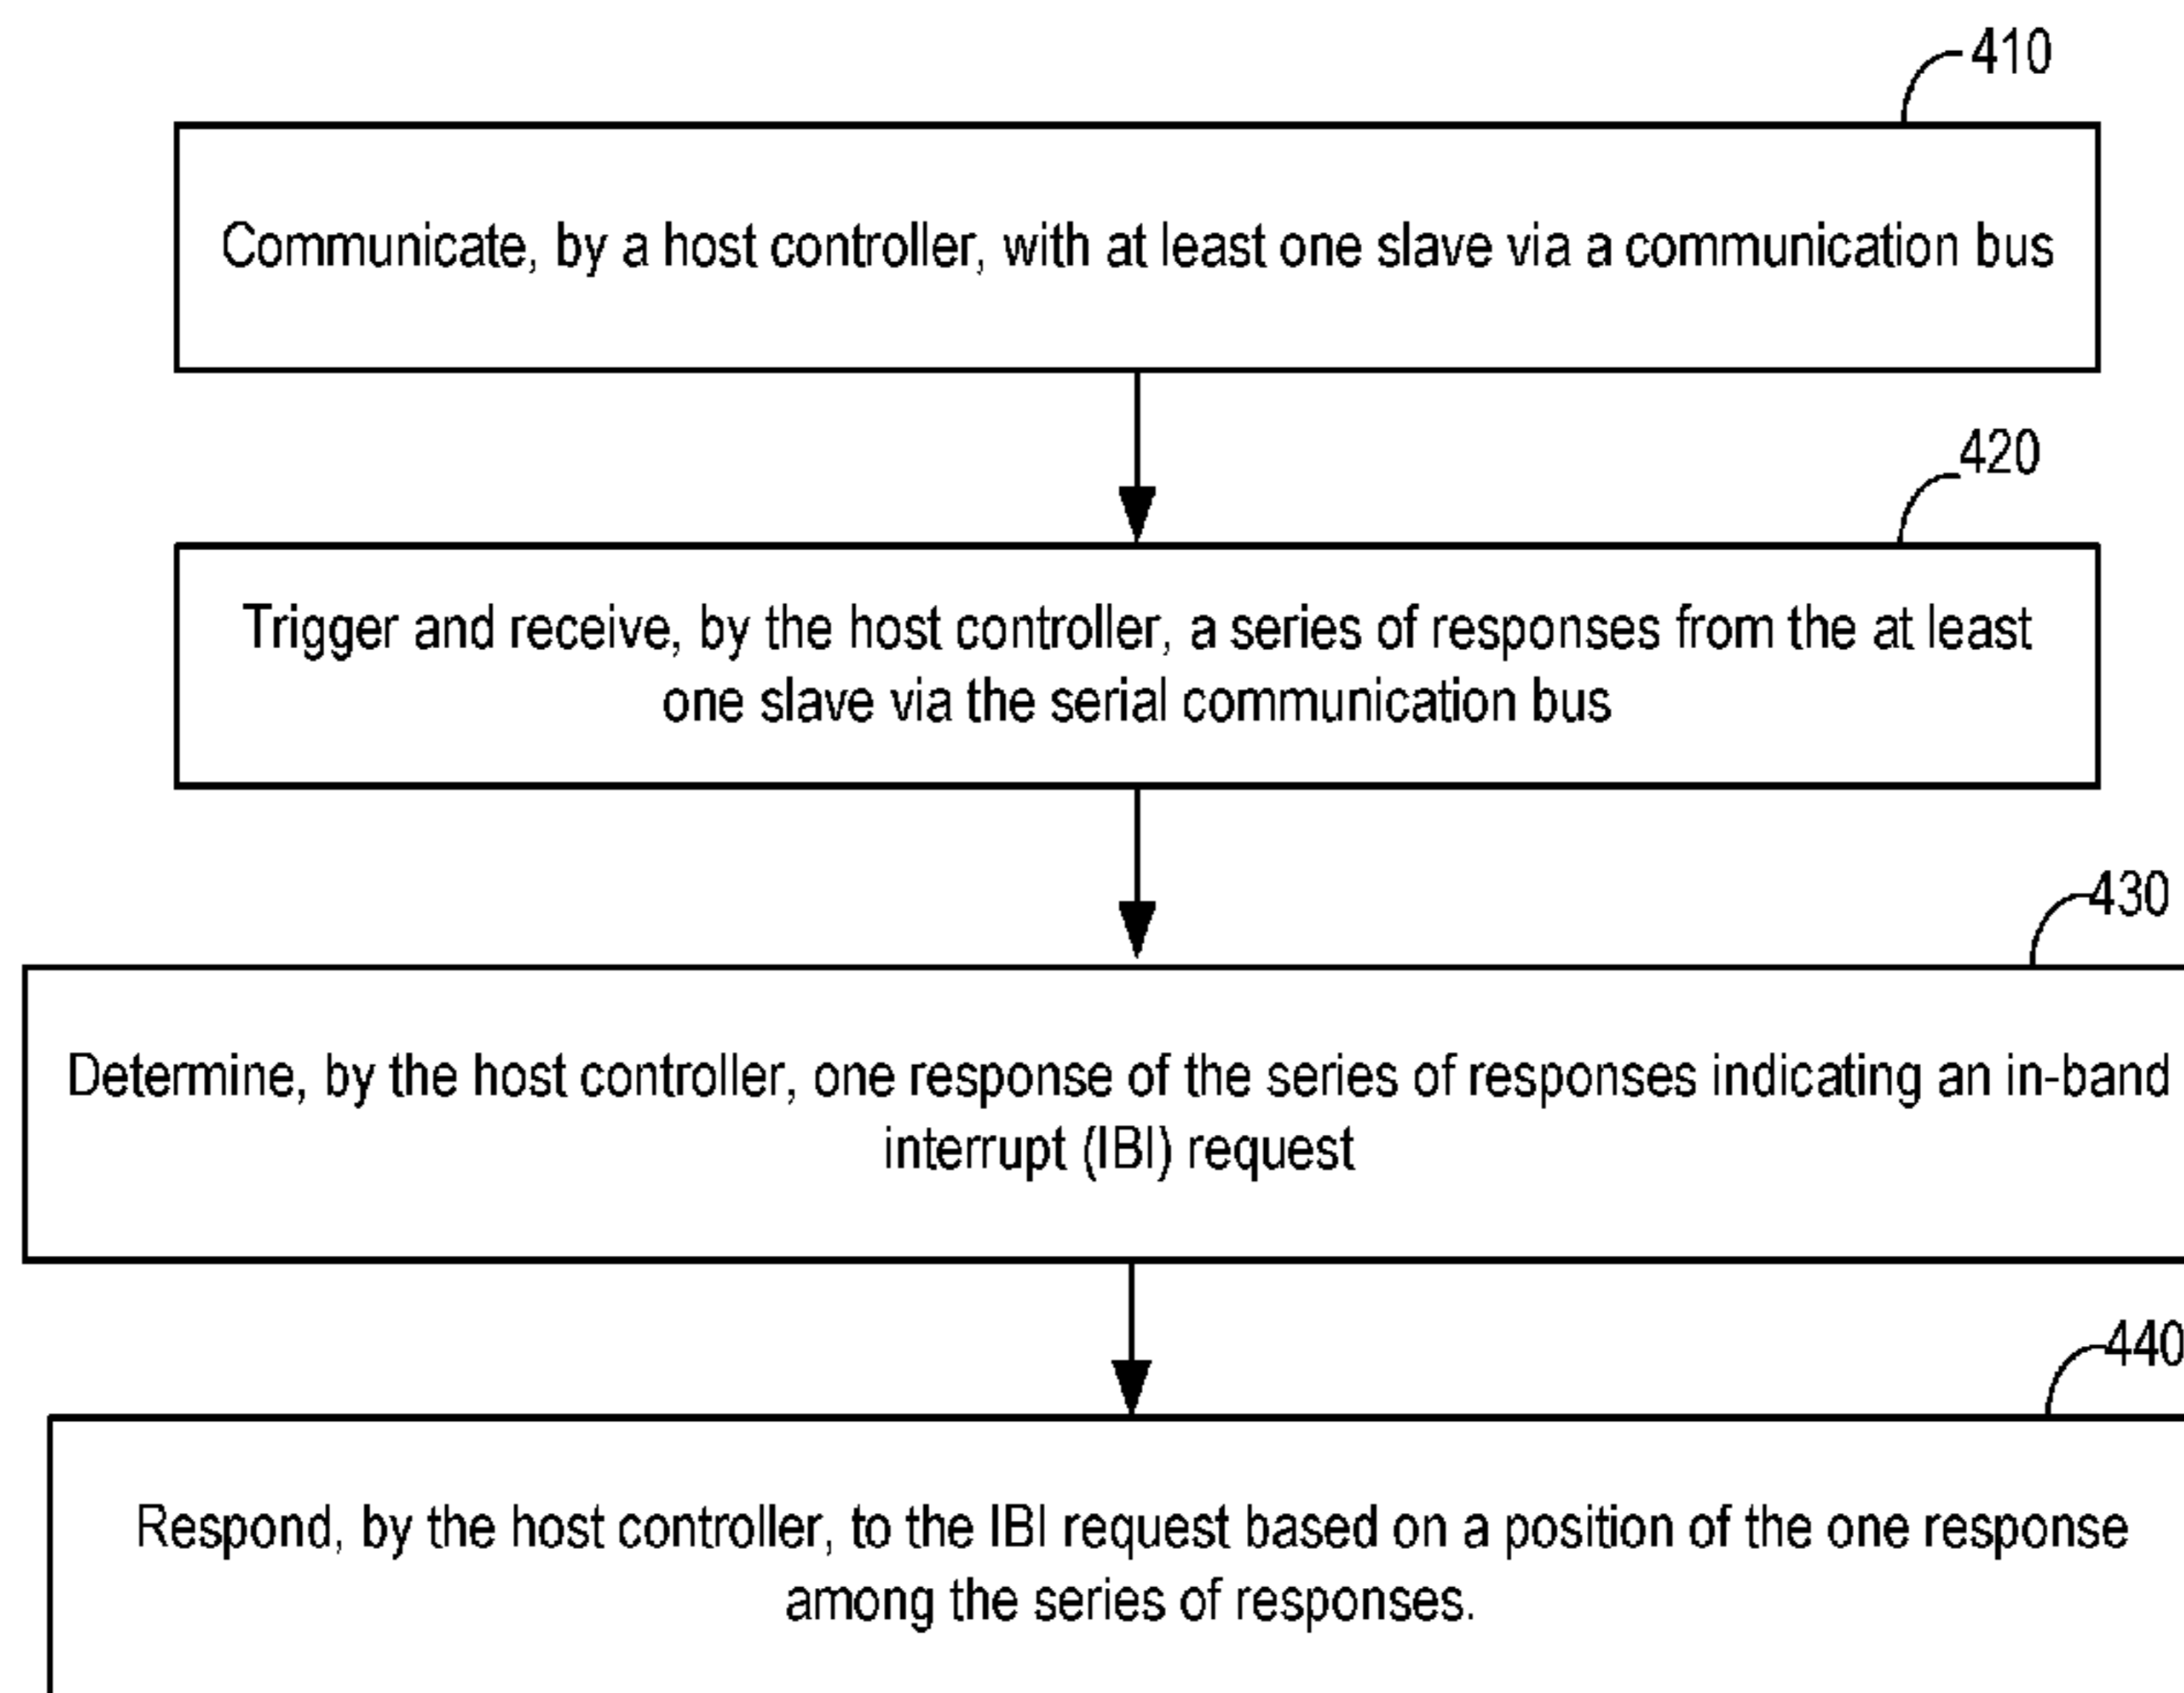 410
Communicate, by a host controller, with at least one slave via a communication bus
420
Trigger and receive, by the host controller, a series of responses from the at least
one slave via the serial communication bus
430
Determine, by the host controller, one response of the series of responses indicating an in-band
interrupt (IBI) request
440
Respond, by the host controller, to the IBI request based on a position of the one response
among the series of responses.